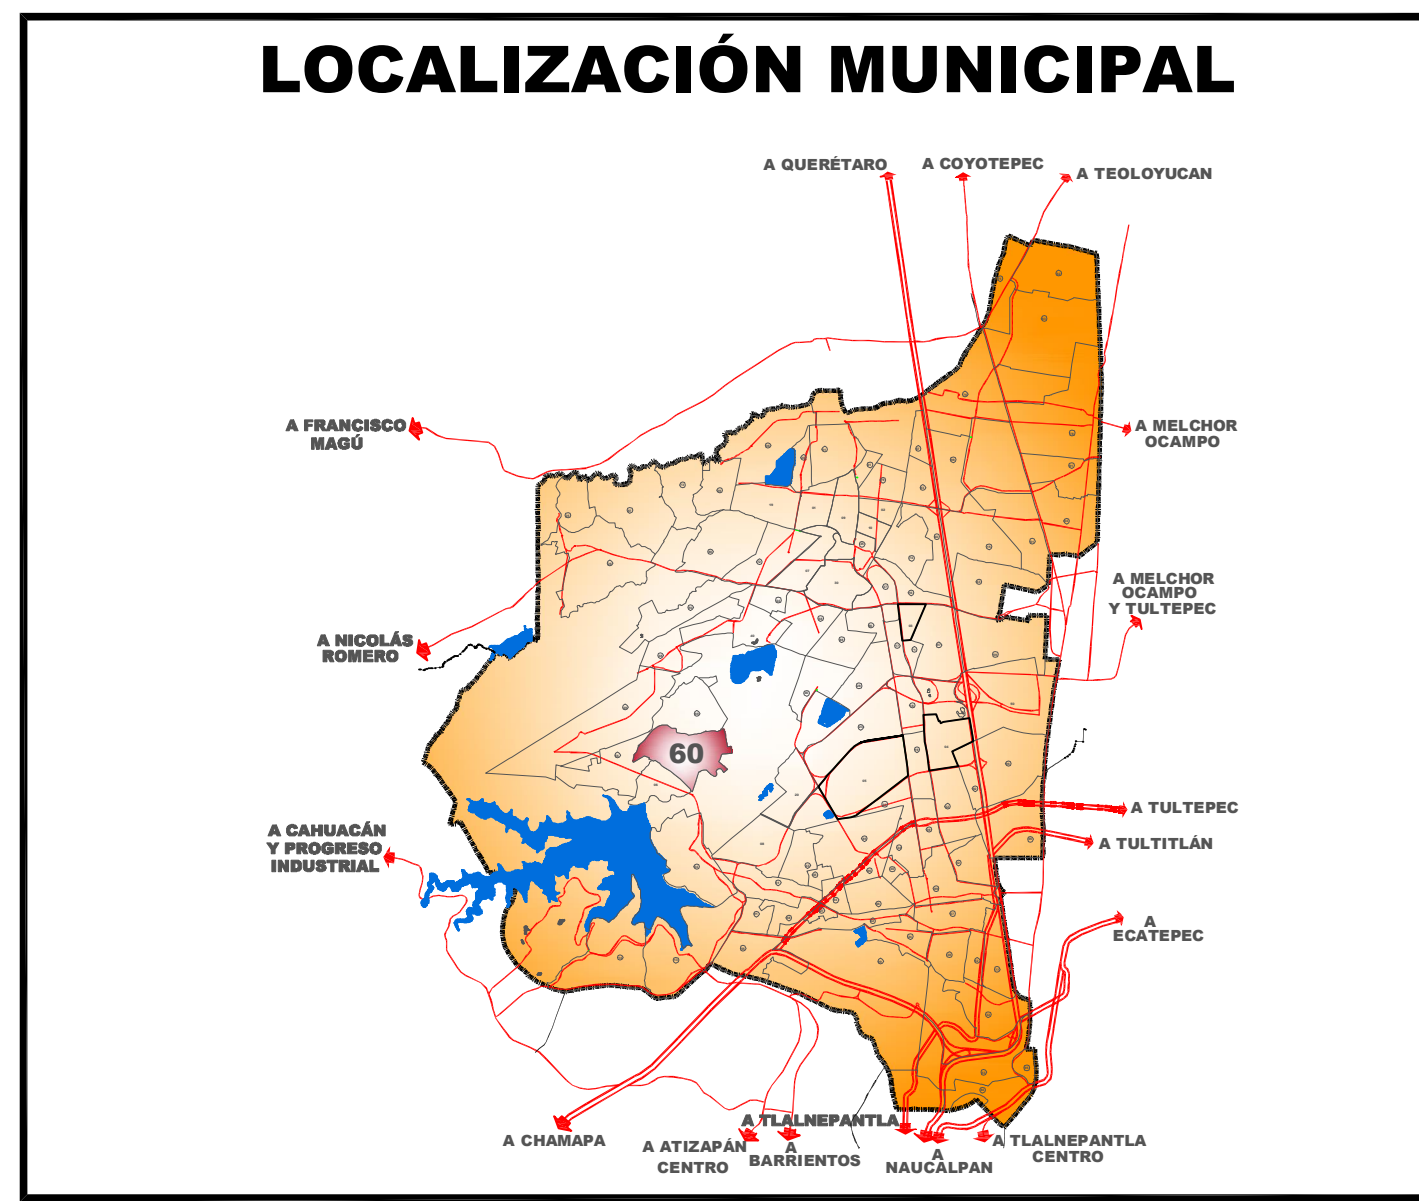 LOCALIZACIÓN MUNICIPAL
A QUERÉTARO
A COYOTEPEC
A TEOLOYUCAN
A FRANCISCO
MAGÚ
A MELCHOR
OCAMPO
A MELCHOR
OCAMPO
Y TULTEPEC
A NICOLÁS
ROMERO
60
A TULTEPEC
A CAHUACÁN
Y PROGRESO
INDUSTRIAL
A TULTITLÁN
A
ECATEPEC
A CHAMAPA
A TLALNEPANTLA
A ATIZAPÁN
CENTRO
A
BARRIENTOS
A
NAUCALPAN
A TLALNEPANTLA
CENTRO